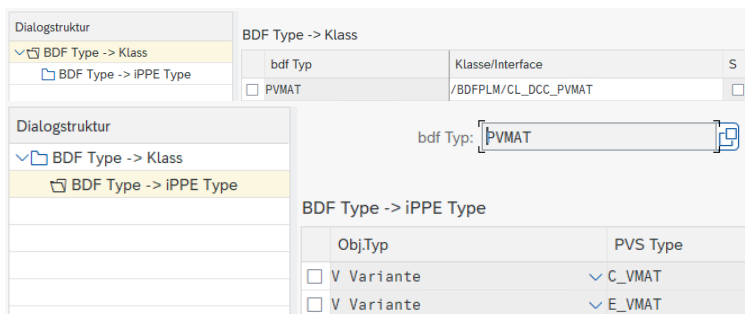 Dialogstruktur
BDF Type -> Klass
BDF Type -> iPPE Type
BDF Type -> Klass
bdf Typ Klasse/Interface S
PVMAT /BDFPLM/CL_DCC_PVMAT
Dialogstruktur
BDF Type -> Klass
BDF Type -> iPPE Type
bdf Typ: PVMAT
BDF Type -> iPPE Type
Obj.Typ PVS Type
V Variante C_VMAT
V Variante E_VMAT